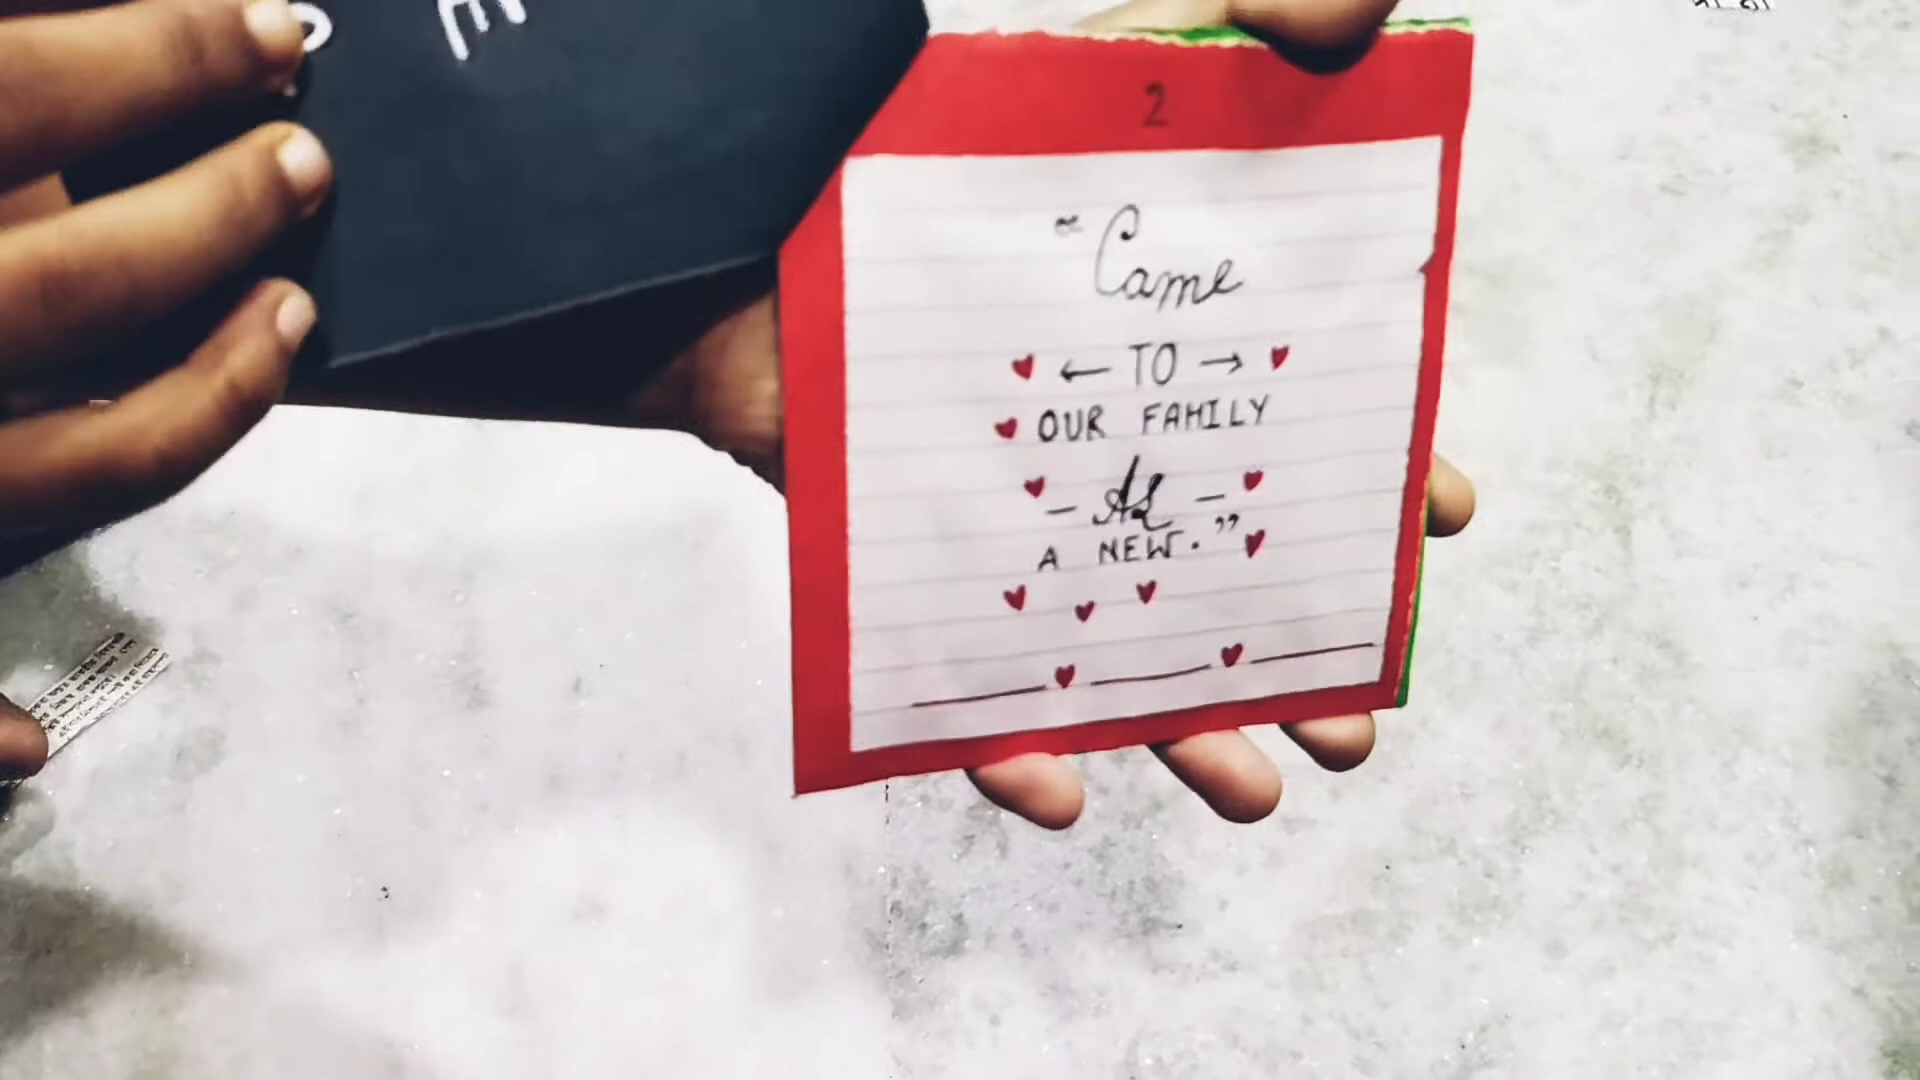 2
“Came
← TO →
OUR FAMILY
- As -
A NEW.”